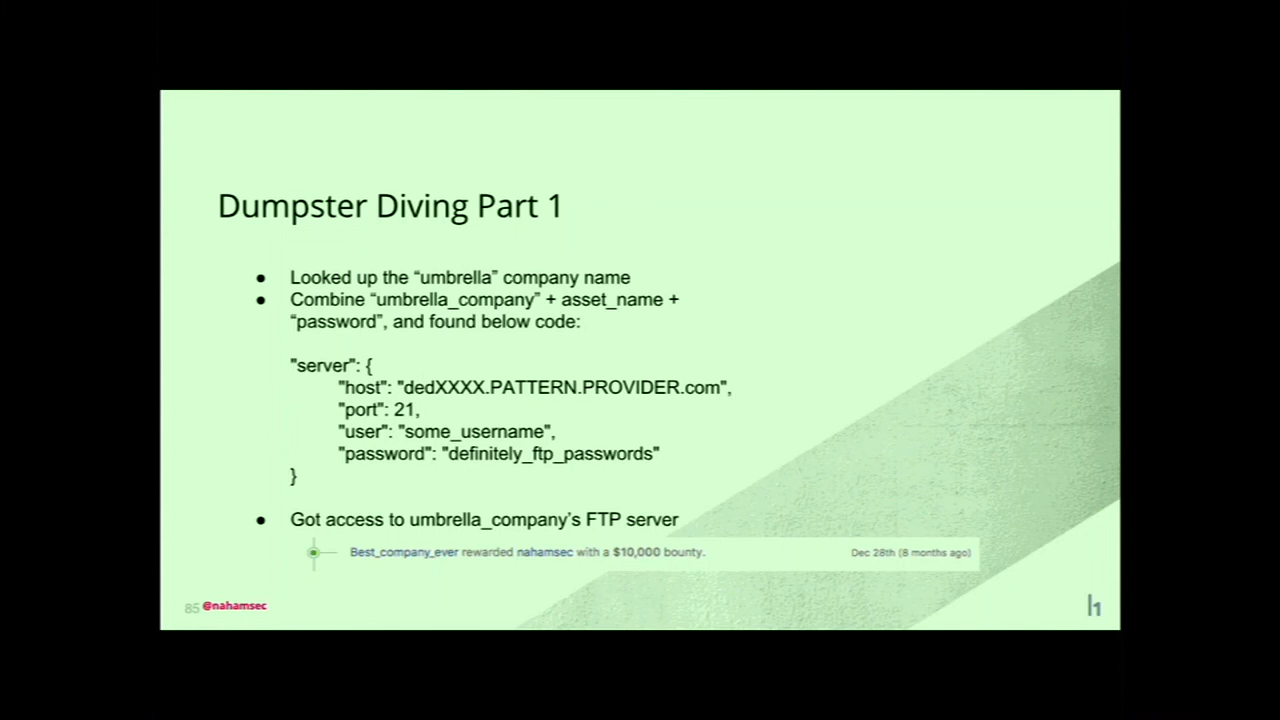 Dumpster Diving Part 1
● Looked up the “umbrella” company name
● Combine “umbrella_company” + asset_name +
“password”, and found below code:
"server": {
"host": "dedXXXX.PATTERN.PROVIDER.com",
"port": 21,
"user": "some_username",
"password": "definitely_ftp_passwords"
}
● Got access to umbrella_company’s FTP server
Best_company_ever rewarded nahamsec with a $10,000 bounty. Dec 28th (8 months ago)
85 @nahamsec
l1